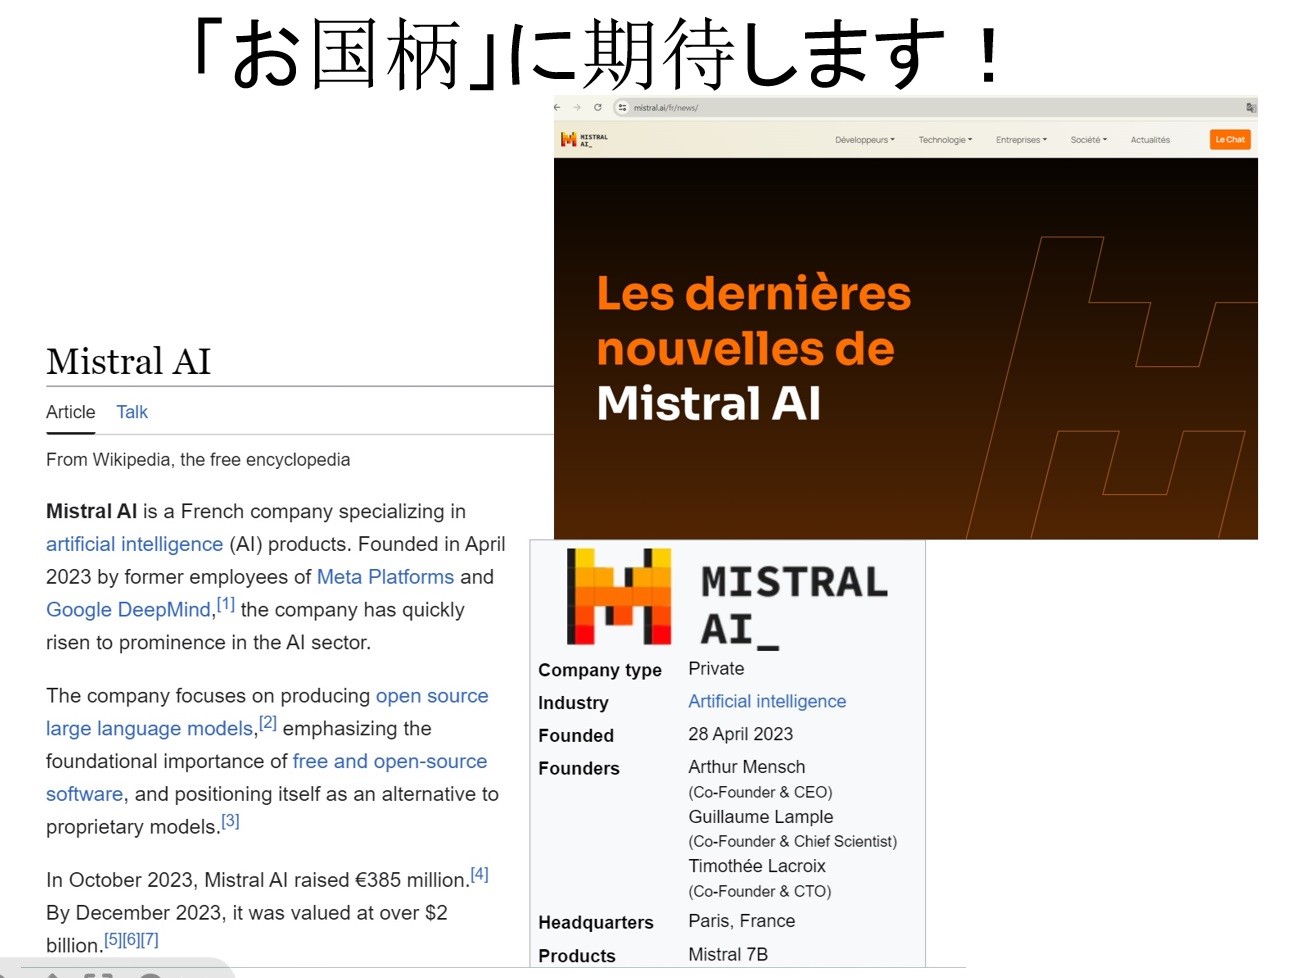 「お国柄」に期待します！
mistral.ai/fr/news/
MISTRAL
AI_
Développeurs
Technologie
Entreprises
Société
Actualités
Le Chat
Les dernières
nouvelles de
Mistral AI
Mistral AI
Article Talk
From Wikipedia, the free encyclopedia
Mistral AI is a French company specializing in
artificial intelligence (AI) products. Founded in April
2023 by former employees of Meta Platforms and
Google DeepMind,[1] the company has quickly
risen to prominence in the AI sector.
The company focuses on producing open source
large language models,[2] emphasizing the
foundational importance of free and open-source
software, and positioning itself as an alternative to
proprietary models.[3]
In October 2023, Mistral AI raised €385 million.[4]
By December 2023, it was valued at over $2
billion.[5][6][7]
MISTRAL
AI_
Company type Private
Industry Artificial intelligence
Founded 28 April 2023
Founders Arthur Mensch
(Co-Founder & CEO)
Guillaume Lample
(Co-Founder & Chief Scientist)
Timothée Lacroix
(Co-Founder & CTO)
Headquarters Paris, France
Products Mistral 7B